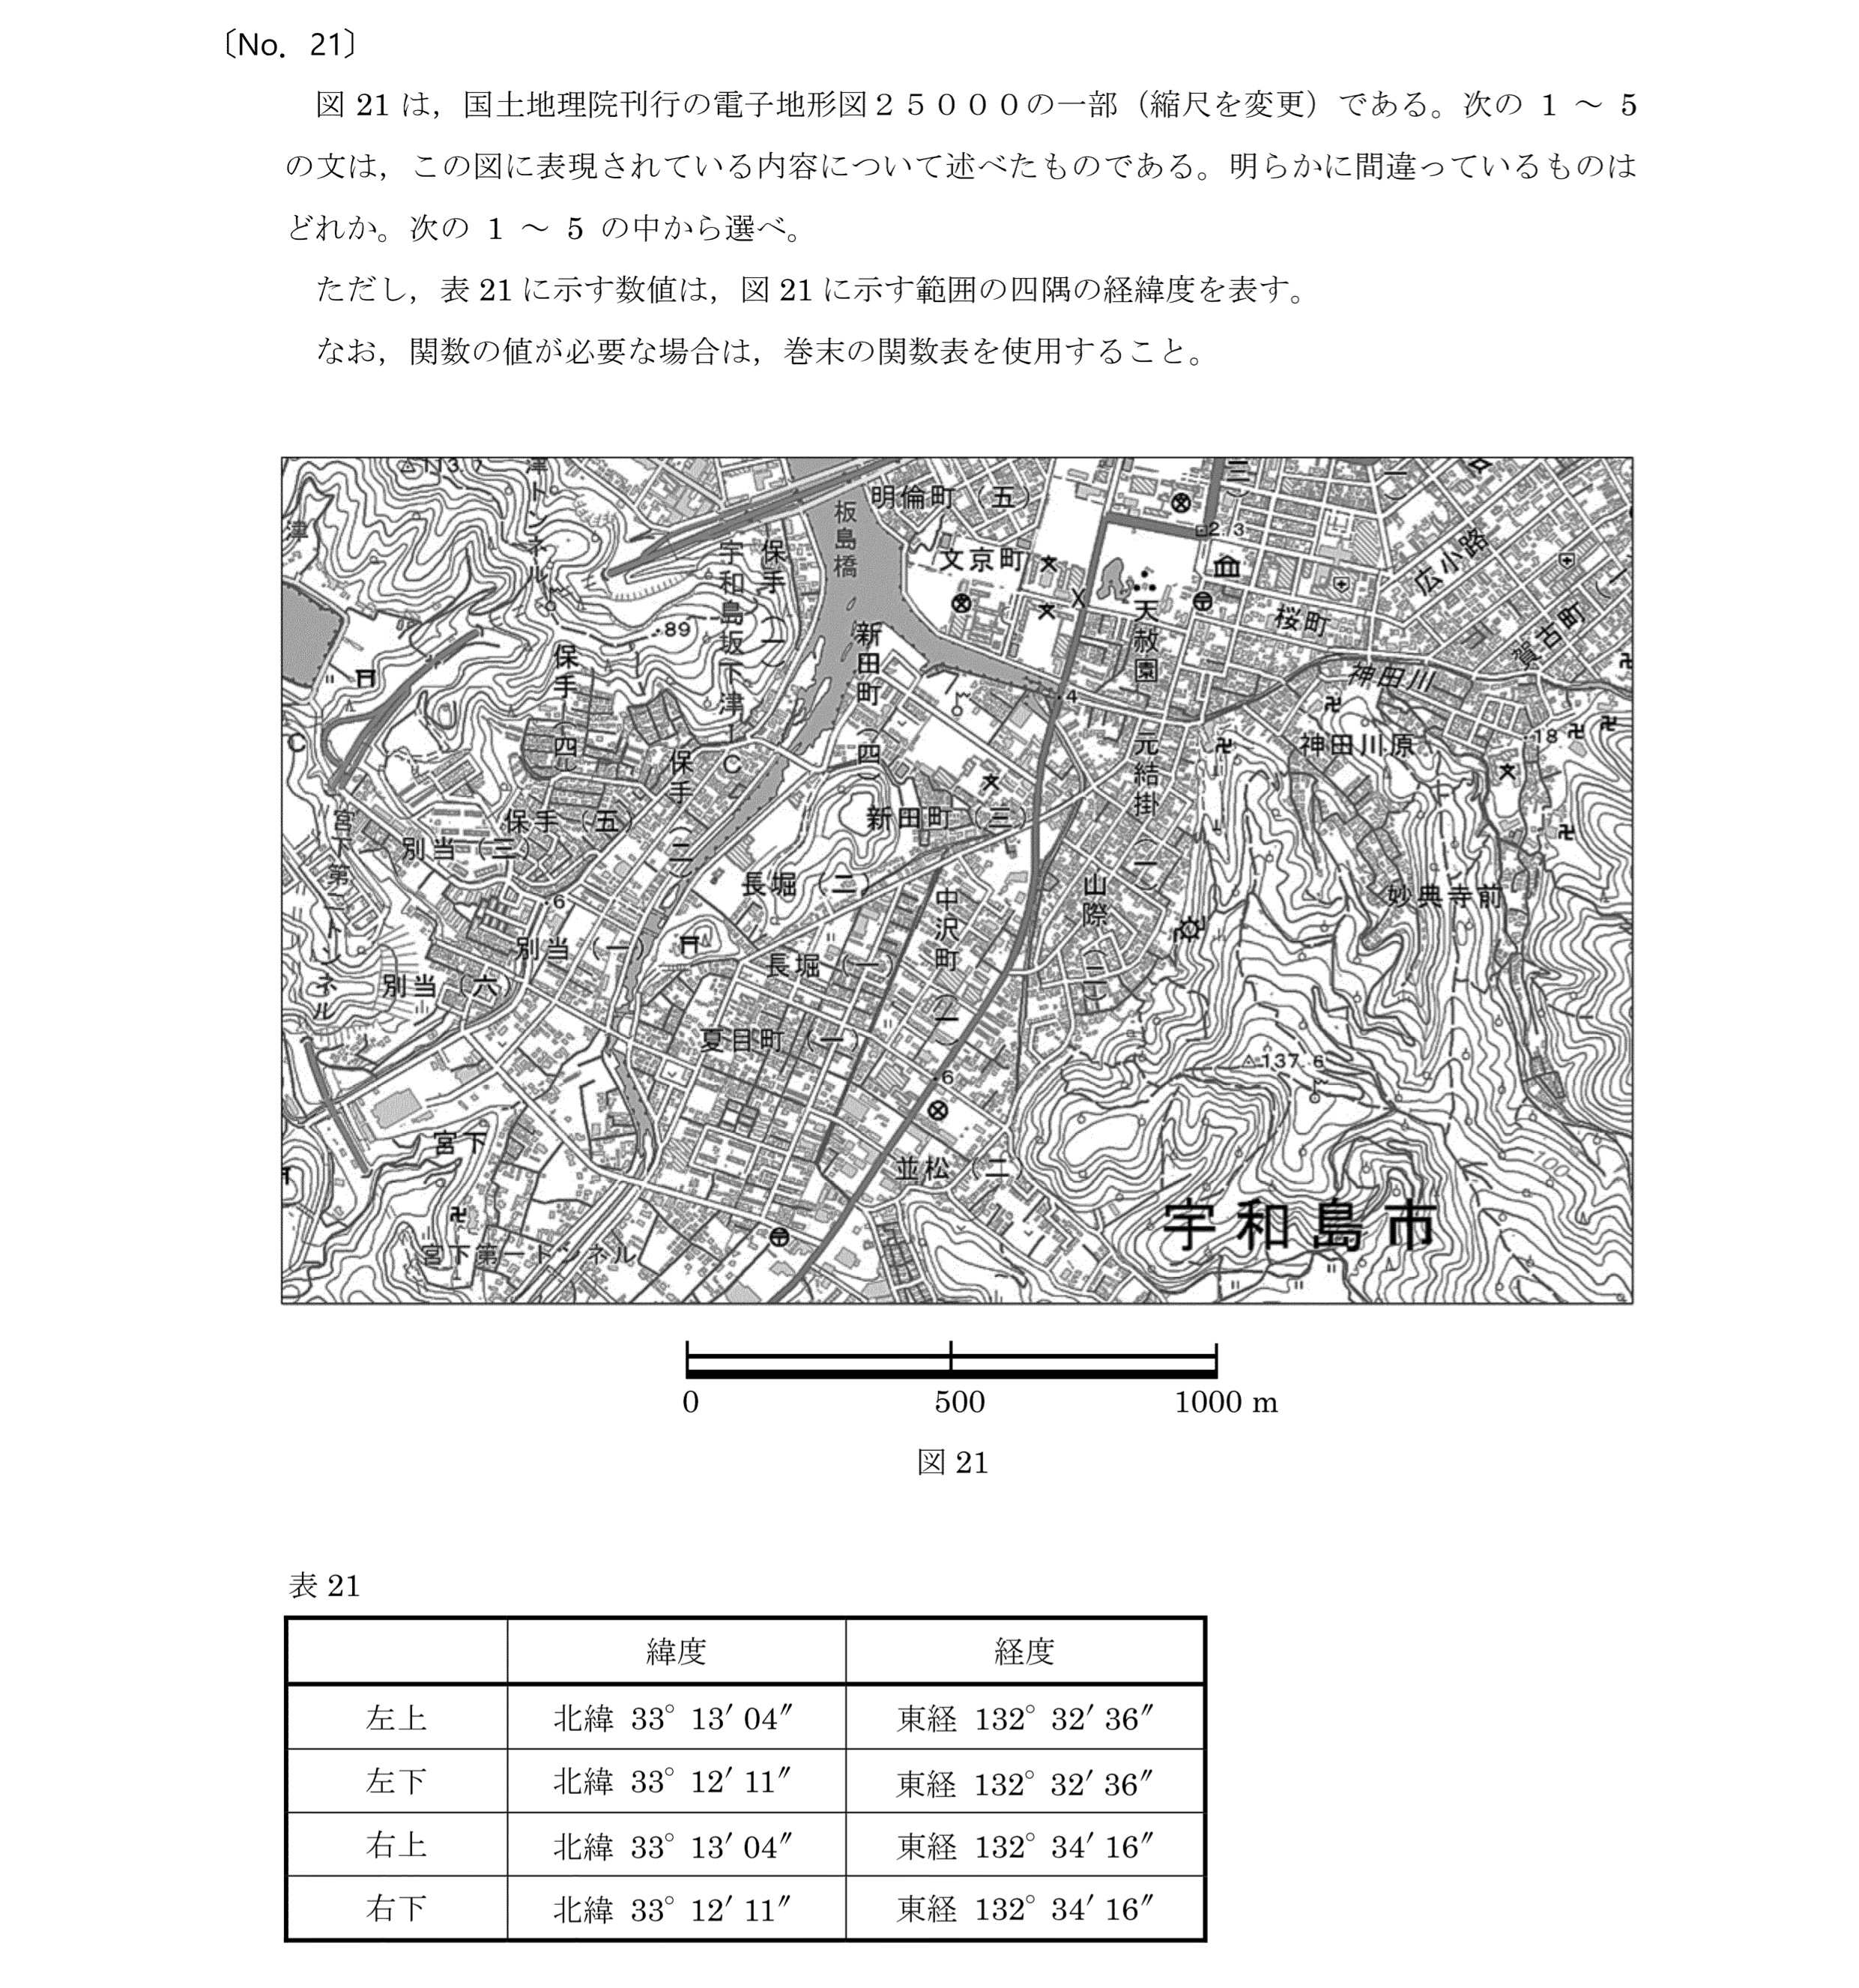 〔No. 21〕
図 21 は，国土地理院刊行の電子地形図２５０００の一部（縮尺を変更）である。次の 1 ～ 5
の文は，この図に表現されている内容について述べたものである。明らかに間違っているものは
どれか。次の 1 ～ 5 の中から選べ。
ただし，表 21 に示す数値は，図 21 に示す範囲の四隅の経緯度を表す。
なお，関数の値が必要な場合は，巻末の関数表を使用すること。
113.7
津トンネル
板島橋
明倫町（五）
(三)
(一)
津
宇和島坂下津ＩＣ
保手（一）
文京町
2.3
広小路
89
新田町（四）
天赦園
桜町
賀古町（一
保手（四）
4
神田川
神田川原
18
C
保手（二）
元結掛（一）
宮下第二トンネル
保手（五）
新田町（三）
別当（三）
長堀（二）
中沢町（一）
山際（二）
妙典寺前
6
別当（一）
長堀（一）
別当（六）
夏目町（一）
137.6
6
宮下
並松（二）
100
宇和島市
宮下第一トンネル
0 500 1000 m
図 21
表 21
緯度 経度
左上 北緯 33° 13′ 04″ 東経 132° 32′ 36″
左下 北緯 33° 12′ 11″ 東経 132° 32′ 36″
右上 北緯 33° 13′ 04″ 東経 132° 34′ 16″
右下 北緯 33° 12′ 11″ 東経 132° 34′ 16″